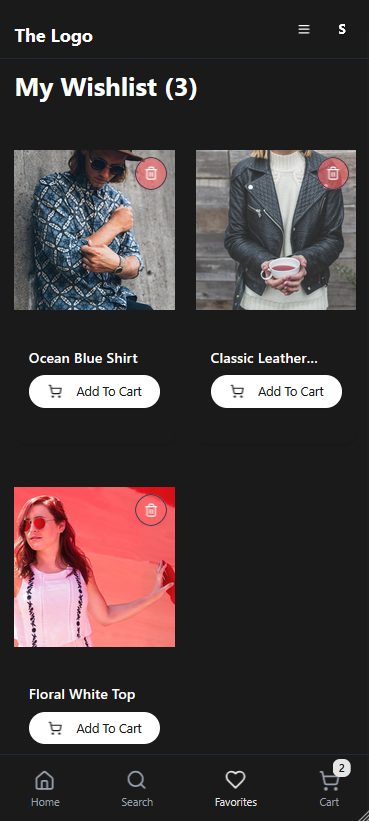 The Logo
S
My Wishlist (3)
Ocean Blue Shirt
Classic Leather...
Add To Cart
Add To Cart
Floral White Top
Add To Cart
2
Home
Search
Favorites
Cart